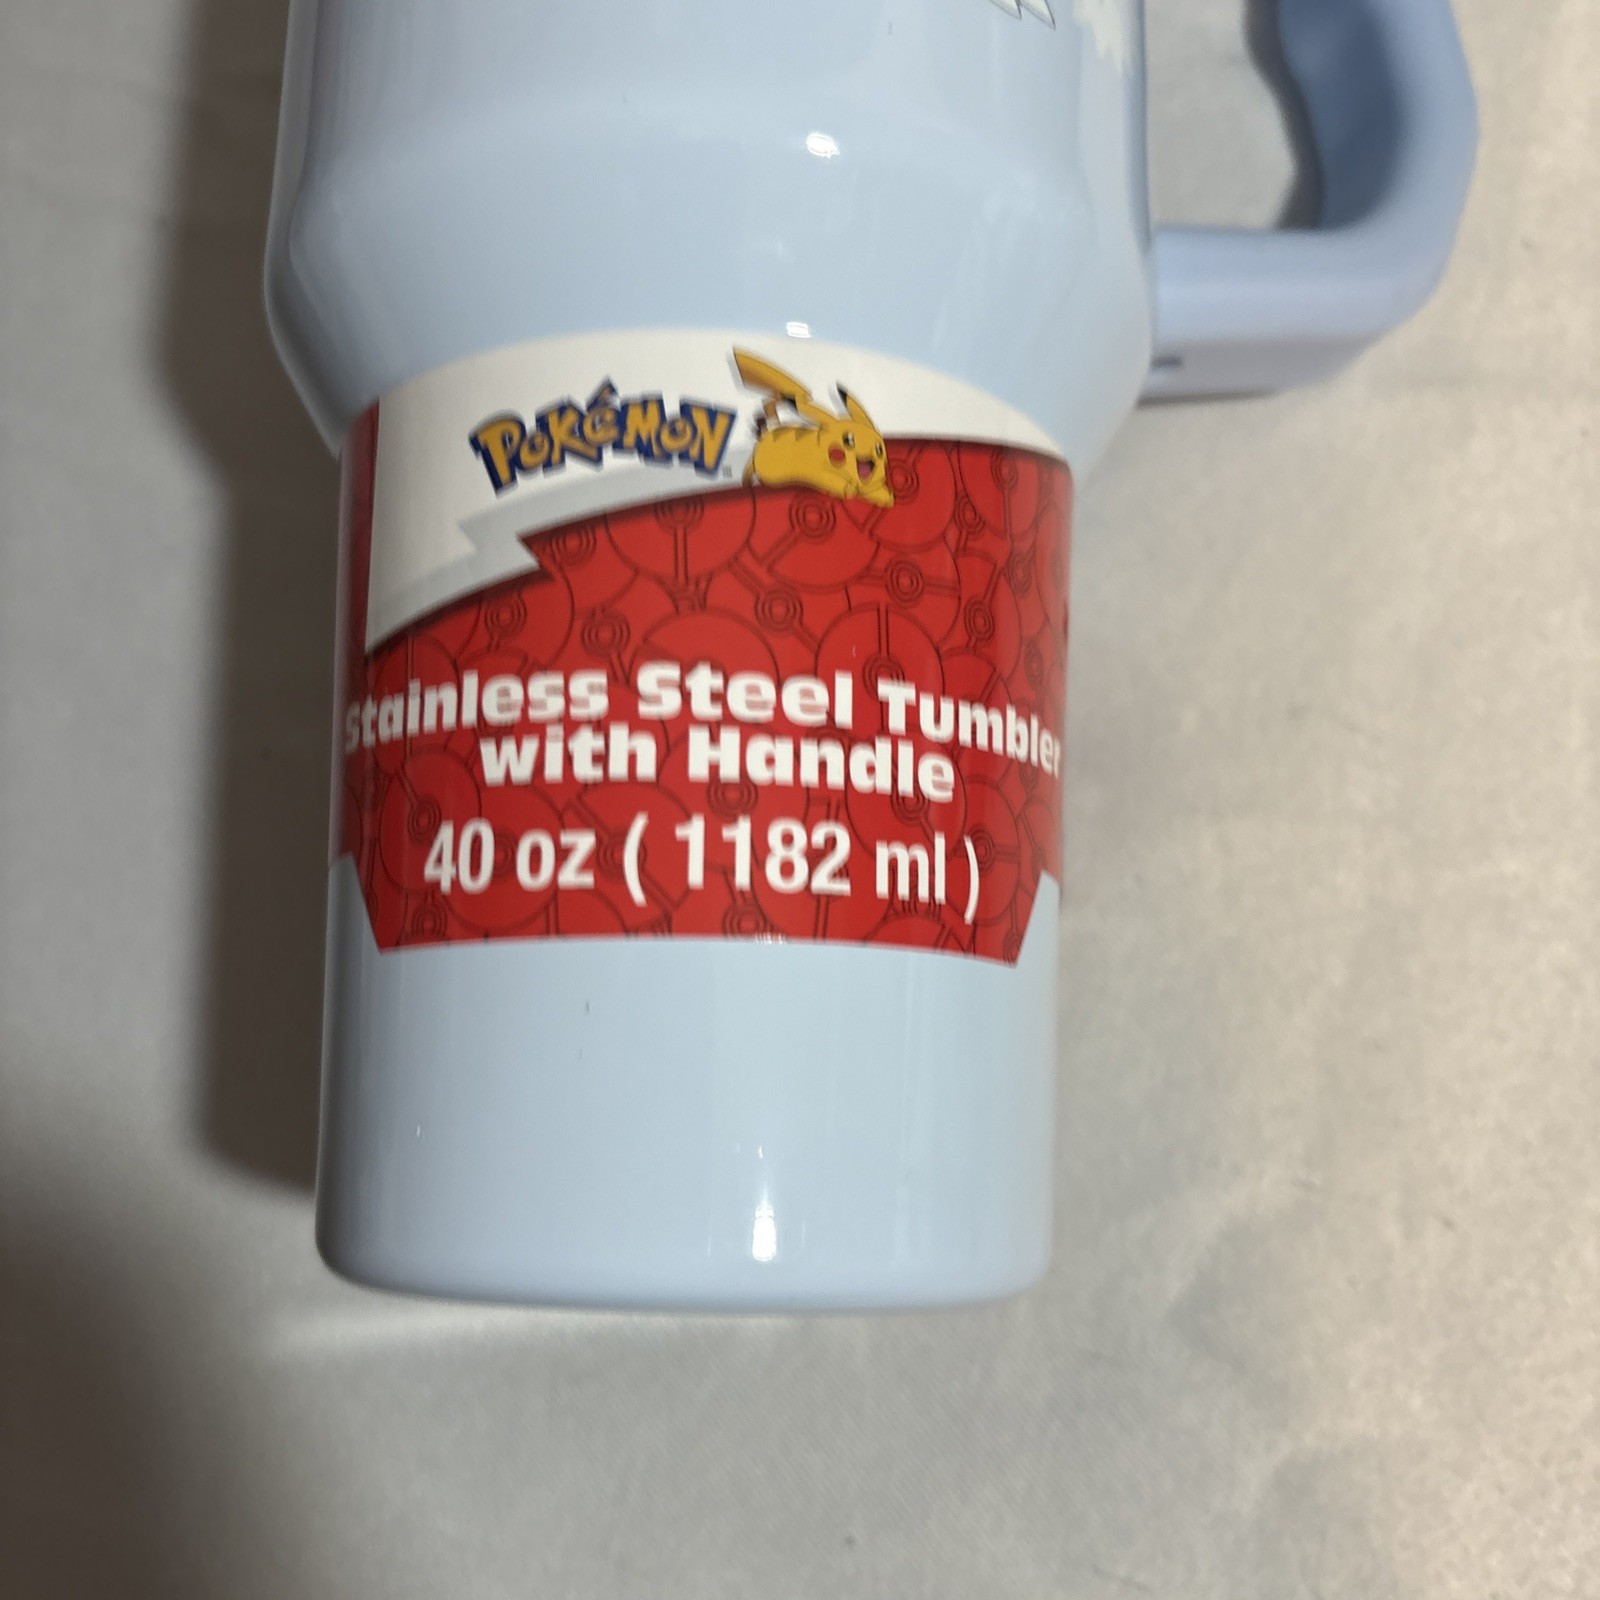 POKéMON
Stainless Steel Tumbler
with Handle
40 oz ( 1182 ml )